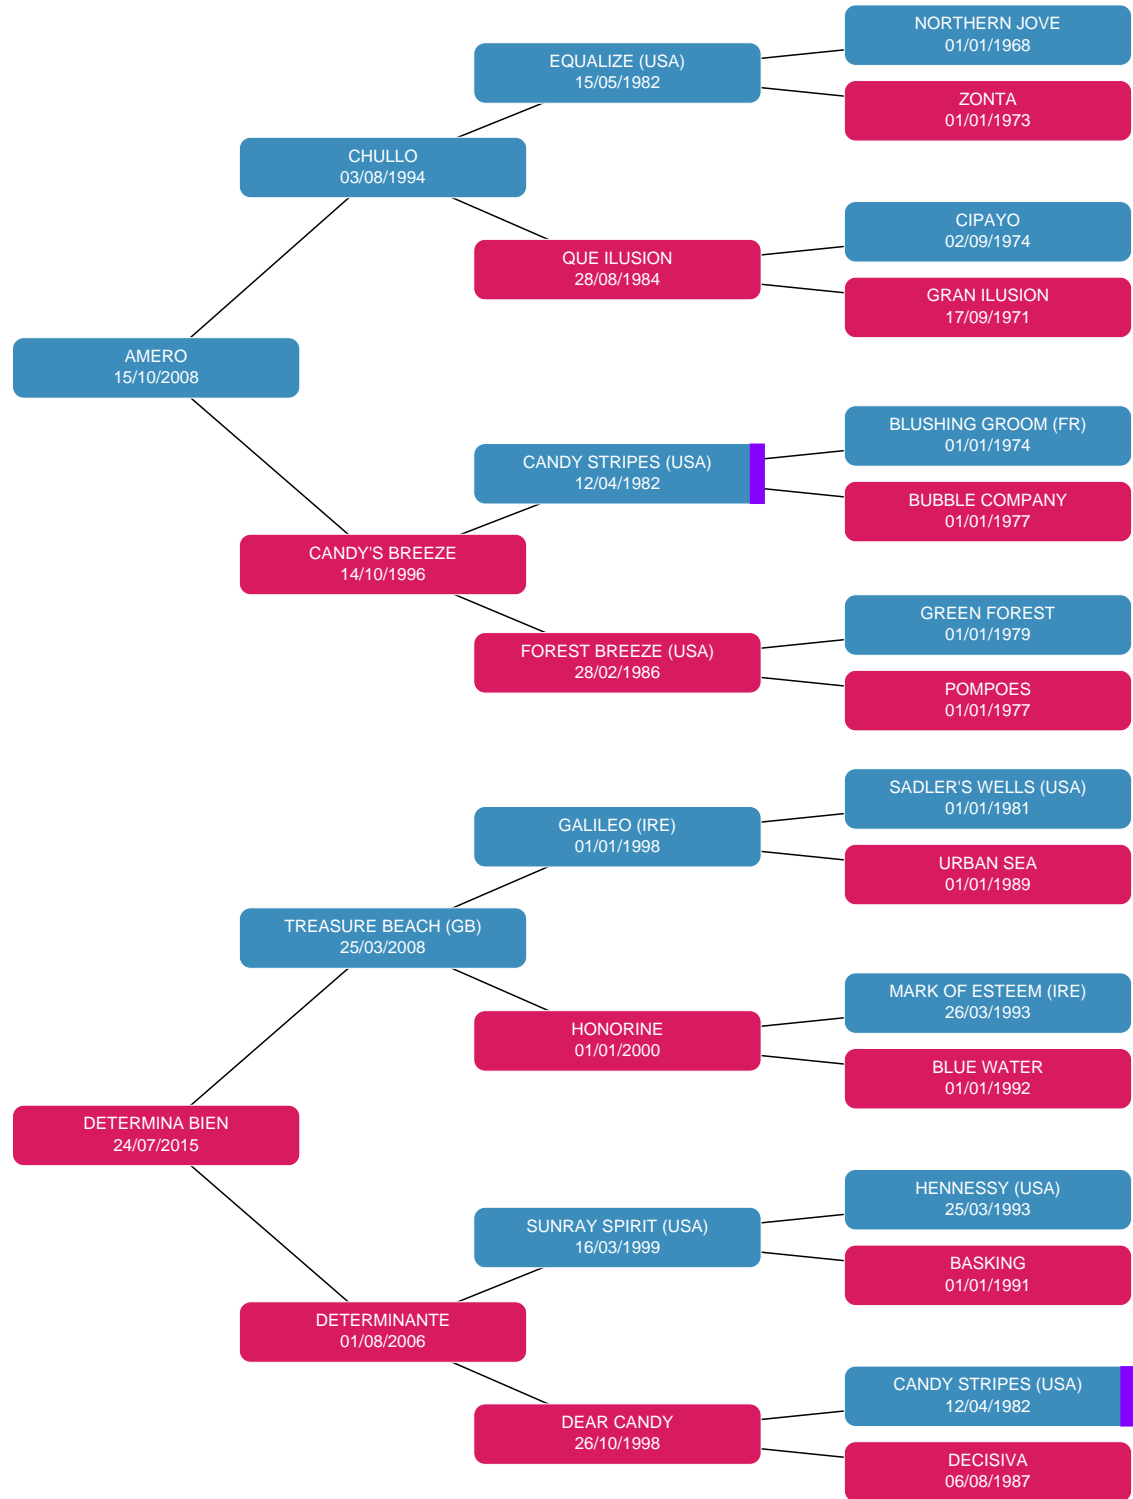 NORTHERN JOVE
01/01/1968
EQUALIZE (USA)
15/05/1982
ZONTA
01/01/1973
CHULLO
03/08/1994
CIPAYO
02/09/1974
QUE ILUSION
28/08/1984
GRAN ILUSION
17/09/1971
AMERO
15/10/2008
BLUSHING GROOM (FR)
01/01/1974
CANDY STRIPES (USA)
12/04/1982
BUBBLE COMPANY
01/01/1977
CANDY'S BREEZE
14/10/1996
GREEN FOREST
01/01/1979
FOREST BREEZE (USA)
28/02/1986
POMPOES
01/01/1977
SADLER'S WELLS (USA)
01/01/1981
GALILEO (IRE)
01/01/1998
URBAN SEA
01/01/1989
TREASURE BEACH (GB)
25/03/2008
MARK OF ESTEEM (IRE)
26/03/1993
HONORINE
01/01/2000
BLUE WATER
01/01/1992
DETERMINA BIEN
24/07/2015
HENNESSY (USA)
25/03/1993
SUNRAY SPIRIT (USA)
16/03/1999
BASKING
01/01/1991
DETERMINANTE
01/08/2006
CANDY STRIPES (USA)
12/04/1982
DEAR CANDY
26/10/1998
DECISIVA
06/08/1987